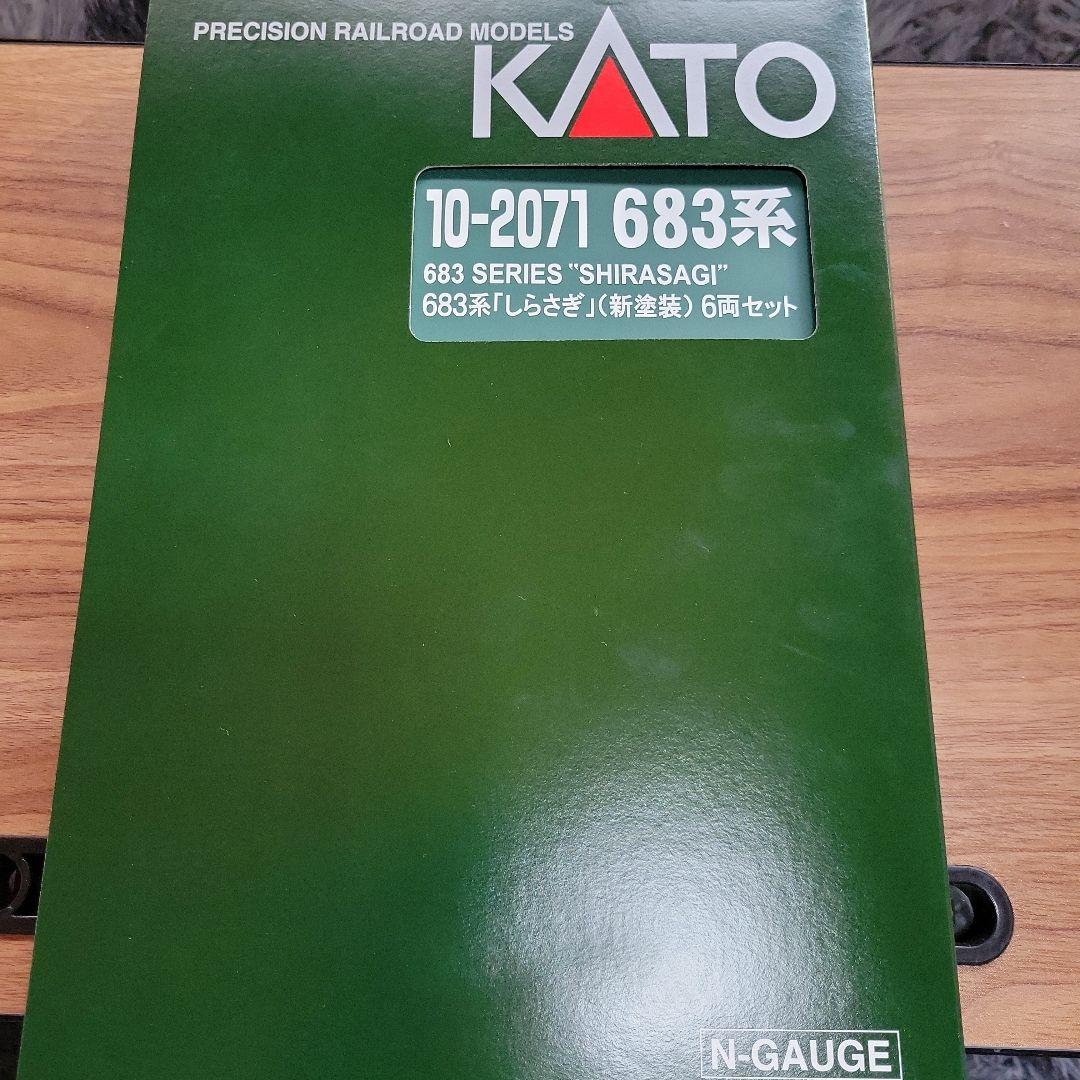 PRECISION RAILROAD MODELS
KATO
10-2071 683系
683 SERIES "SHIRASAGI"
683系「しらさぎ」(新塗装) 6両セット
N-GAUGE